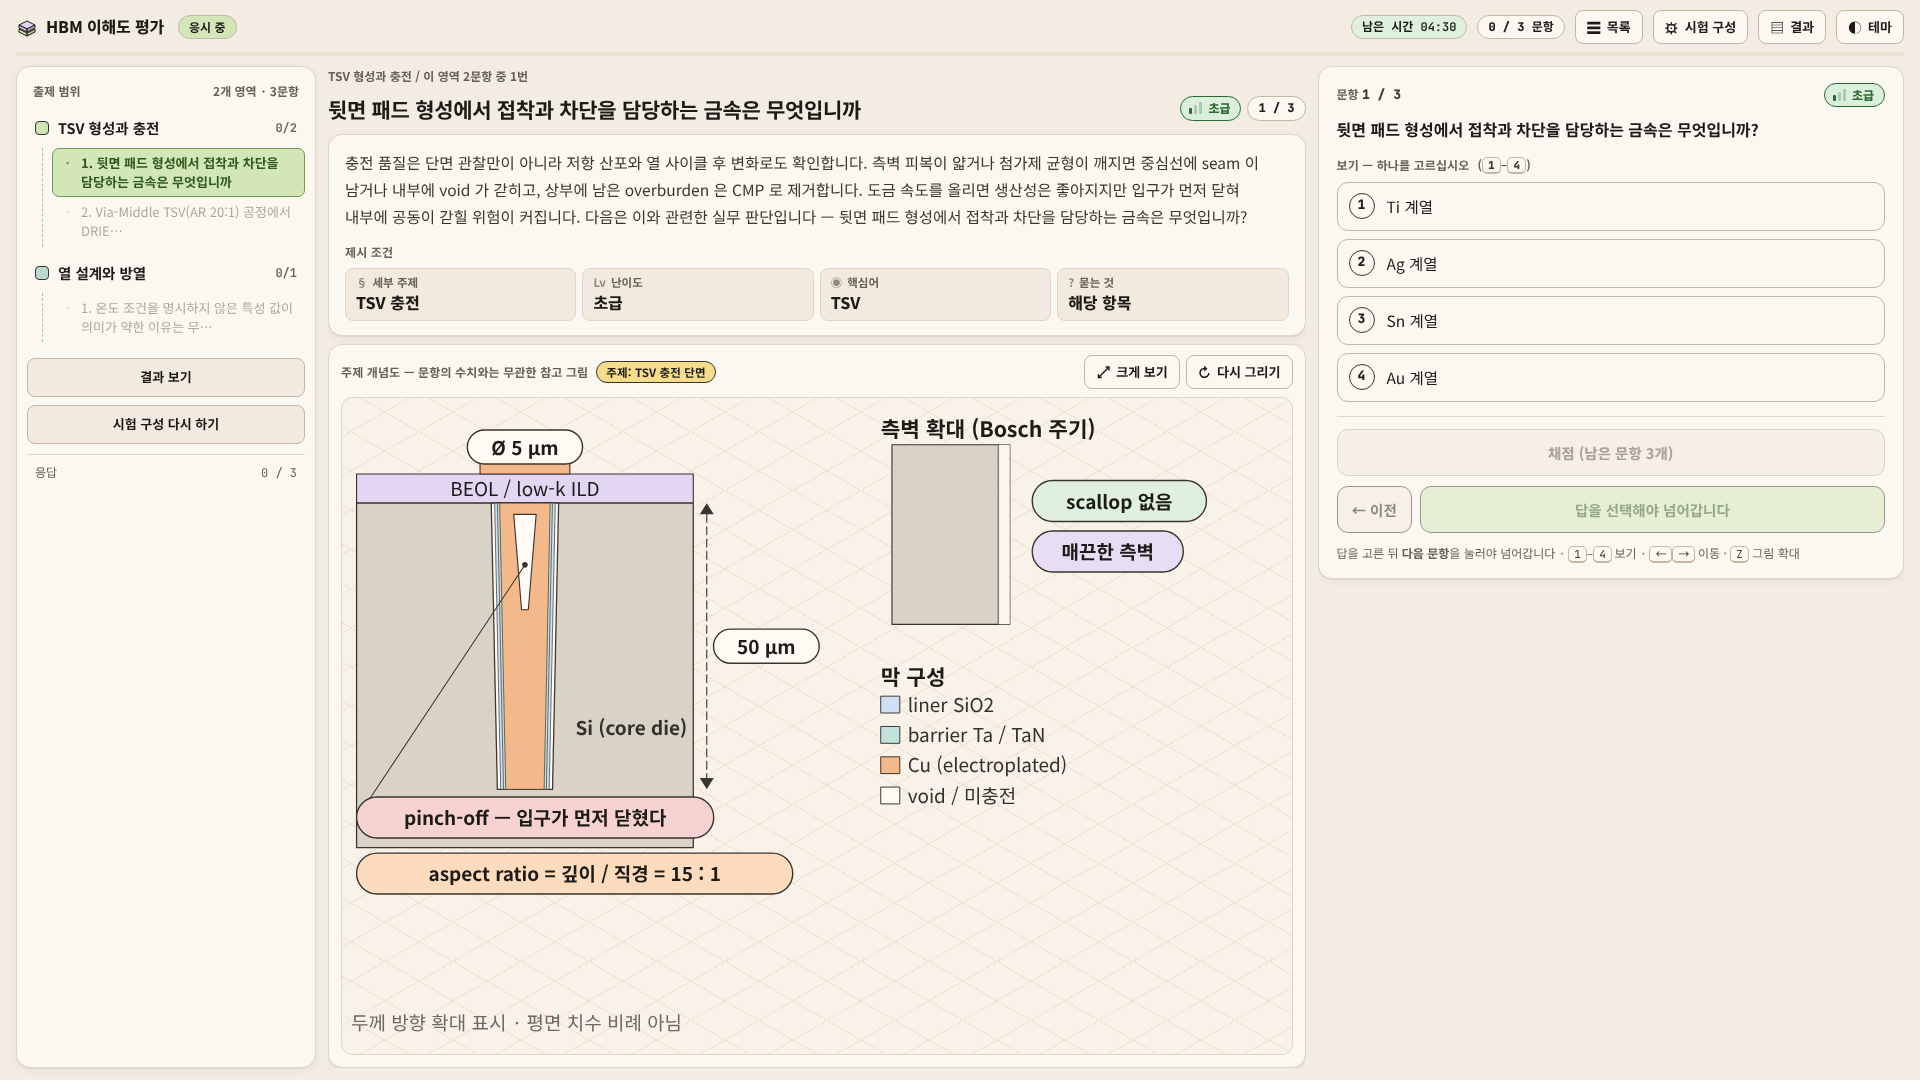 HBM 이해도 평가
응시 중
남은 시간 04:30
0 / 3 문항
목록
시험 구성
결과
테마
출제 범위
2개 영역 · 3문항
TSV 형성과 충전
0/2
· 1. 뒷면 패드 형성에서 접착과 차단을
담당하는 금속은 무엇입니까
· 2. Via-Middle TSV(AR 20:1) 공정에서
DRIE…
열 설계와 방열
0/1
· 1. 온도 조건을 명시하지 않은 특성 값이
의미가 약한 이유는 무…
결과 보기
시험 구성 다시 하기
응답
0 / 3
TSV 형성과 충전 / 이 영역 2문항 중 1번
뒷면 패드 형성에서 접착과 차단을 담당하는 금속은 무엇입니까
초급
1 / 3
충전 품질은 단면 관찰만이 아니라 저항 산포와 열 사이클 후 변화로도 확인합니다. 측벽 피복이 얇거나 첨가제 균형이 깨지면 중심선에 seam 이
남거나 내부에 void 가 갇히고, 상부에 남은 overburden 은 CMP 로 제거합니다. 도금 속도를 올리면 생산성은 좋아지지만 입구가 먼저 닫혀
내부에 공동이 갇힐 위험이 커집니다. 다음은 이와 관련한 실무 판단입니다 — 뒷면 패드 형성에서 접착과 차단을 담당하는 금속은 무엇입니까?
제시 조건
§ 세부 주제
TSV 충전
Lv 난이도
초급
◉ 핵심어
TSV
? 묻는 것
해당 항목
주제 개념도 — 문항의 수치와는 무관한 참고 그림
주제: TSV 충전 단면
크게 보기
다시 그리기
Ø 5 µm
BEOL / low-k ILD
50 µm
Si (core die)
pinch-off — 입구가 먼저 닫혔다
aspect ratio = 깊이 / 직경 = 15 : 1
측벽 확대 (Bosch 주기)
scallop 없음
매끈한 측벽
막 구성
liner SiO2
barrier Ta / TaN
Cu (electroplated)
void / 미충전
두께 방향 확대 표시 · 평면 치수 비례 아님
문항 1 / 3
초급
뒷면 패드 형성에서 접착과 차단을 담당하는 금속은 무엇입니까?
보기 — 하나를 고르십시오 (1–4)
1 Ti 계열
2 Ag 계열
3 Sn 계열
4 Au 계열
채점 (남은 문항 3개)
← 이전
답을 선택해야 넘어갑니다
답을 고른 뒤 다음 문항을 눌러야 넘어갑니다 · 1–4 보기 · ← → 이동 · Z 그림 확대